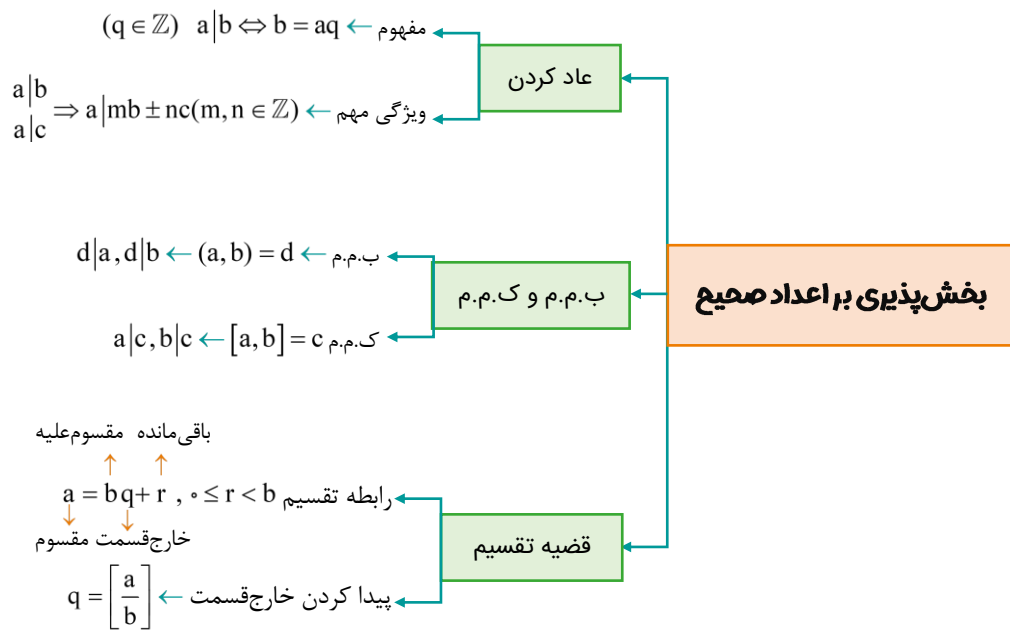 بخش‌پذیری بر اعداد صحیح
عاد کردن
مفهوم ← a|b ⇔ b = aq (q ∈ ℤ)
ویژگی مهم ← a|b, a|c ⇒ a|mb ± nc(m, n ∈ ℤ)
ب.م.م و ک.م.م
ب.م.م ← (a, b) = d ← d|a, d|b
ک.م.م [a, b] = c ← a|c, b|c
قضیه تقسیم
باقی‌مانده مقسوم‌علیه
رابطه تقسیم a = bq + r , ۰ ≤ r < b
خارج‌قسمت مقسوم
پیدا کردن خارج‌قسمت ← q = [a/b]